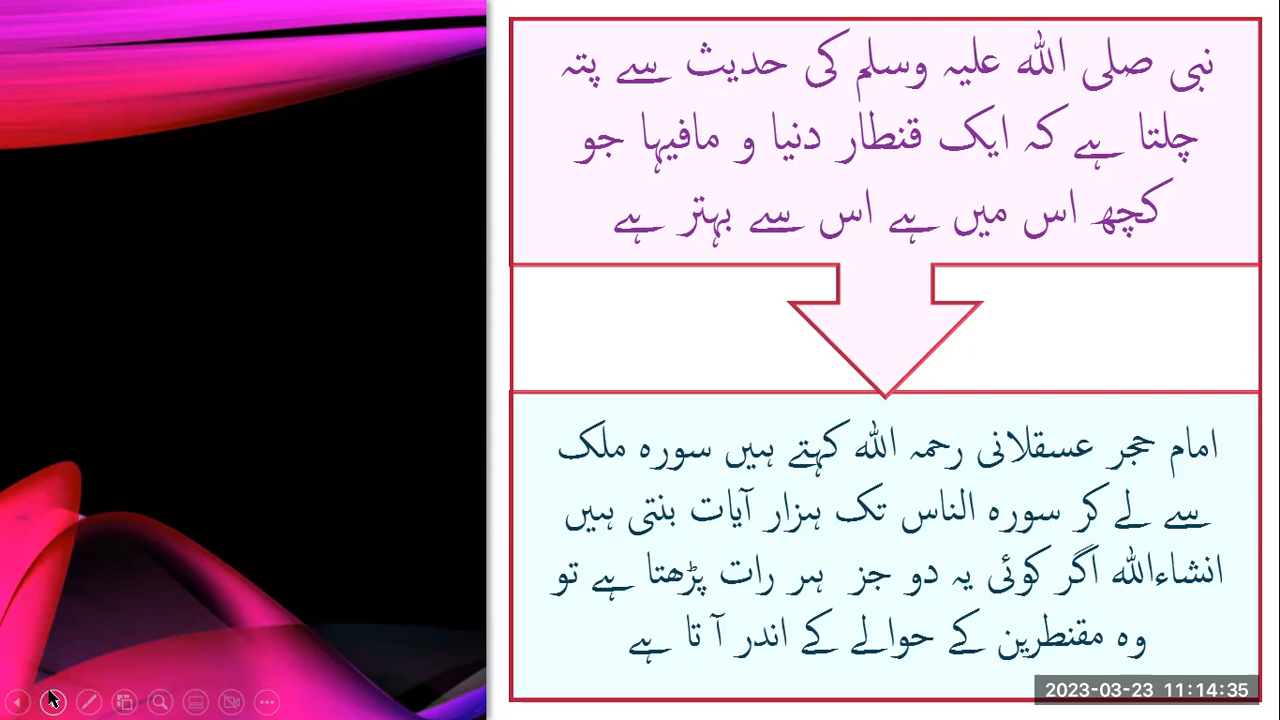 نبی صلی اللہ علیہ وسلم کی حدیث سے پتہ
چلتا ہے کہ ایک قنطار دنیا و مافیہا جو
کچھ اس میں ہے اس سے بہتر ہے
امام حجر عسقلانی رحمہ اللہ کہتے ہیں سورہ ملک
سے لے کر سورہ الناس تک ہزار آیات بنتی ہیں
انشاءاللہ اگر کوئی یہ دو جز ہر رات پڑھتا ہے تو
وہ مقنطرین کے حوالے کے اندر آ تا ہے
2023-03-23 11:14:35